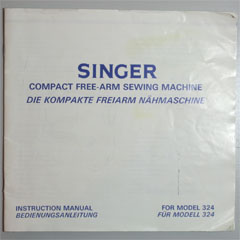 SINGER
COMPACT FREE-ARM SEWING MACHINE
DIE KOMPAKTE FREIARM NÄHMASCHINE
INSTRUCTION MANUAL
BEDIENUNGSANLEITUNG
FOR MODEL 324
FÜR MODELL 324